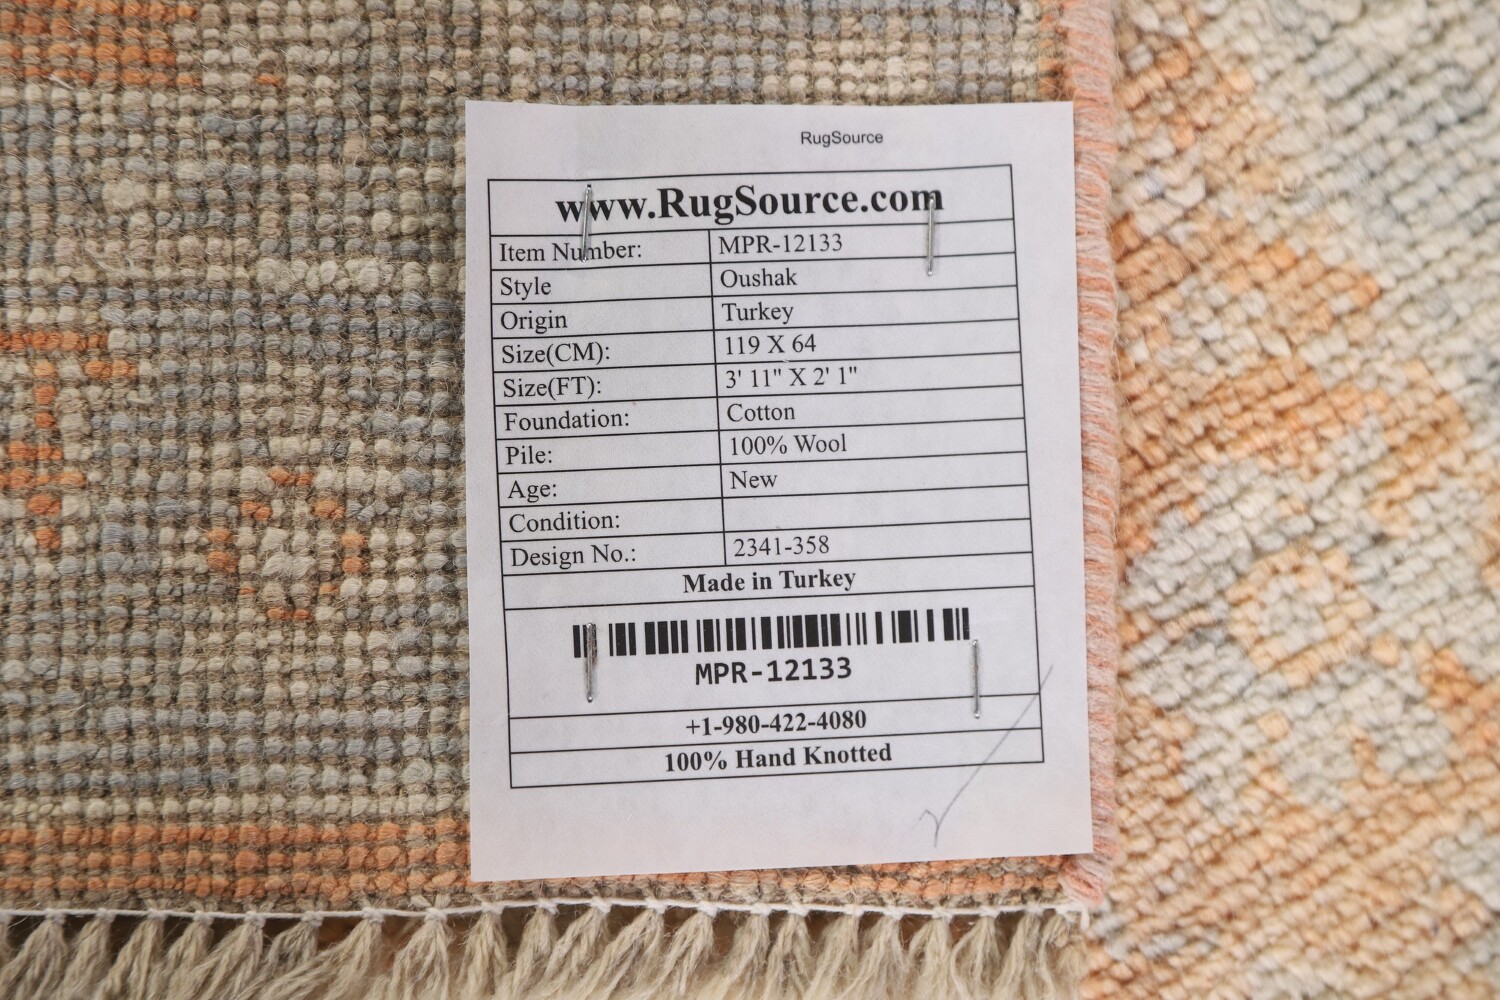 RugSource
www.RugSource.com
Item Number: MPR-12133
Style Oushak
Origin Turkey
Size(CM): 119 X 64
Size(FT): 3' 11" X 2' 1"
Foundation: Cotton
Pile: 100% Wool
Age: New
Condition:
Design No.: 2341-358
Made in Turkey
MPR-12133
+1-980-422-4080
100% Hand Knotted